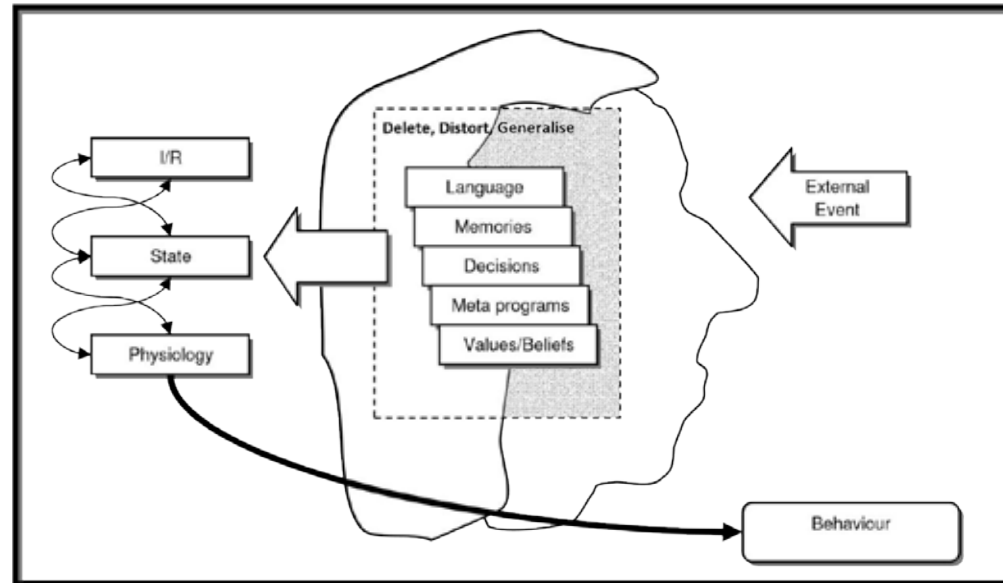 Delete, Distort, Generalise
I/R
Language
External
Event
Memories
State
Decisions
Meta programs
Physiology
Values/Beliefs
Behaviour